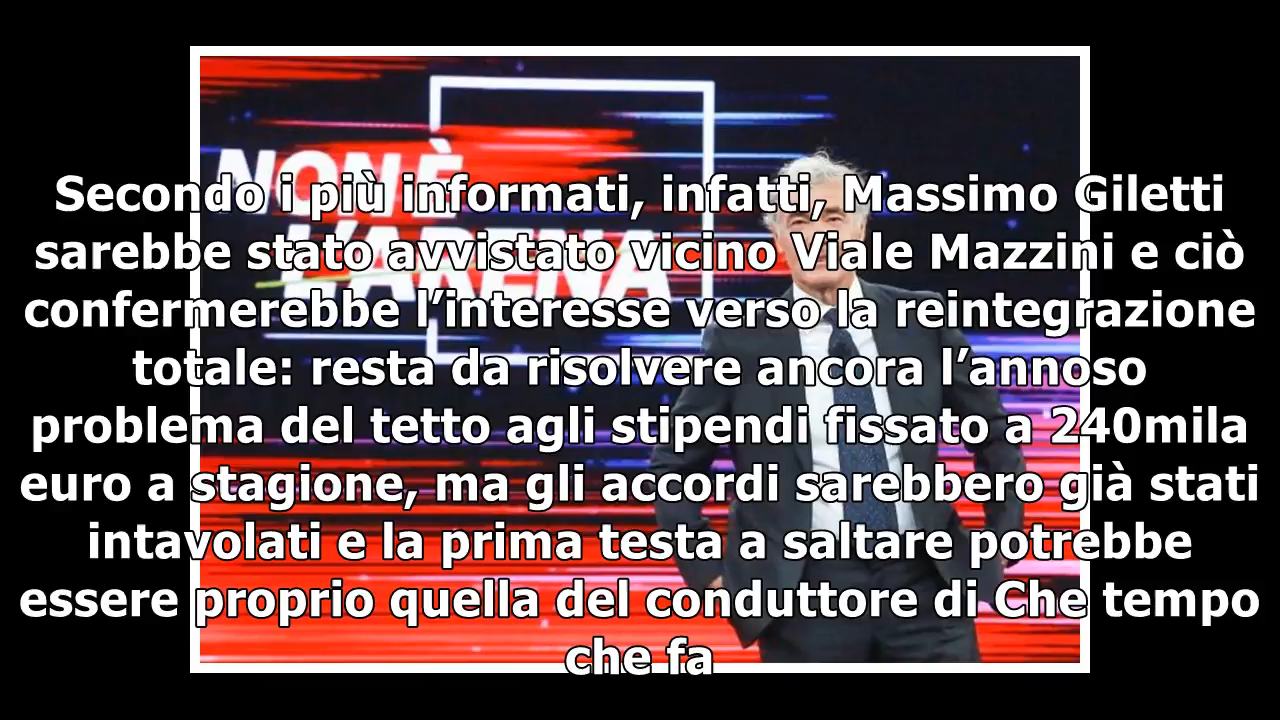 NON È
L'ARENA
Secondo i più informati, infatti, Massimo Giletti
sarebbe stato avvistato vicino Viale Mazzini e ciò
confermerebbe l’interesse verso la reintegrazione
totale: resta da risolvere ancora l’annoso
problema del tetto agli stipendi fissato a 240mila
euro a stagione, ma gli accordi sarebbero già stati
intavolati e la prima testa a saltare potrebbe
essere proprio quella del conduttore di Che tempo
che fa